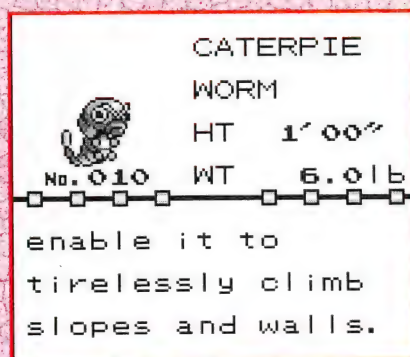 CATERPIE
WORM
HT 1′00″
No.010 WT 6.0lb
enable it to
tirelessly climb
slopes and walls.